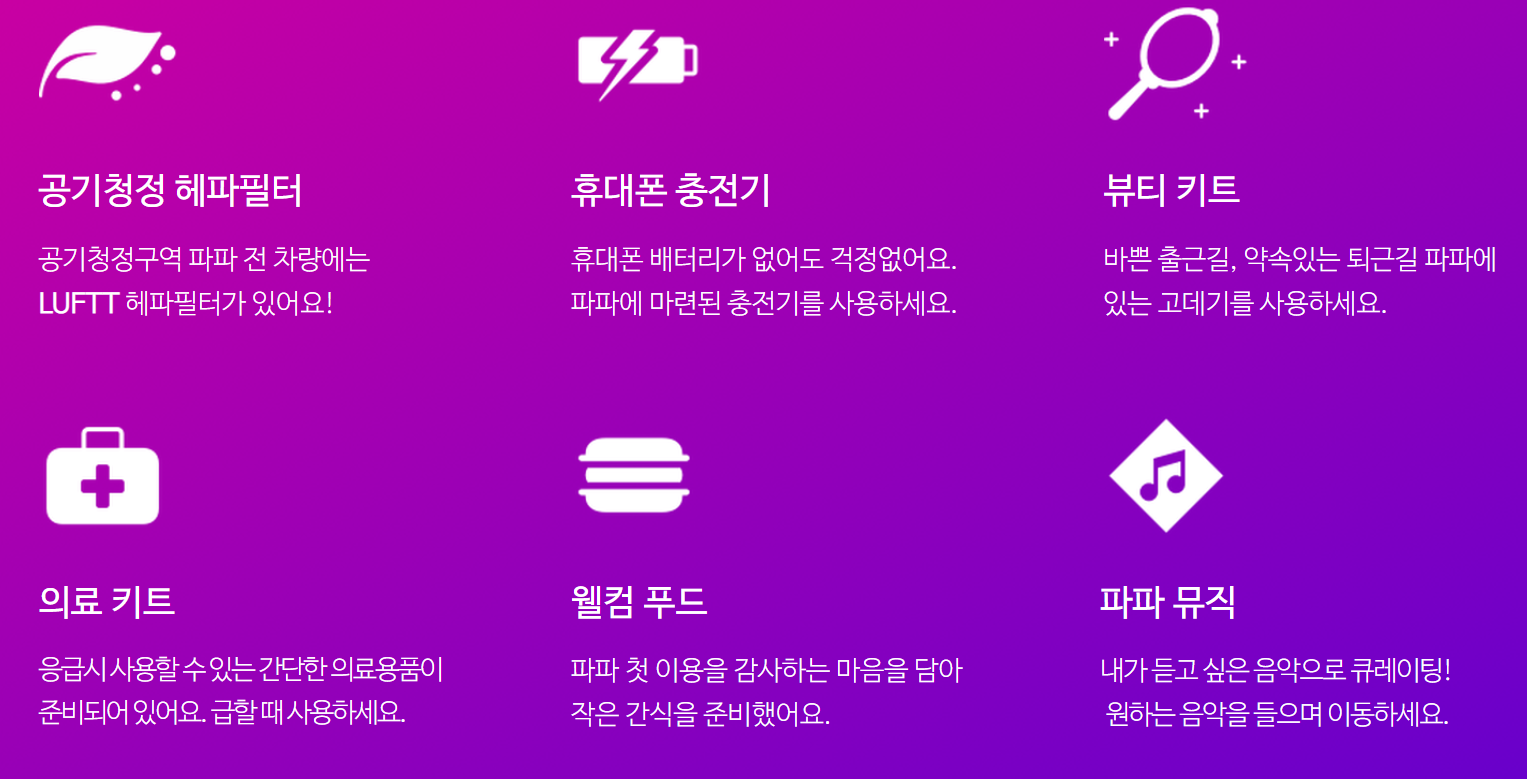 공기청정 헤파필터
공기청정구역 파파 전 차량에는
LUFTT 헤파필터가 있어요!
휴대폰 충전기
휴대폰 배터리가 없어도 걱정없어요.
파파에 마련된 충전기를 사용하세요.
뷰티 키트
바쁜 출근길, 약속있는 퇴근길 파파에
있는 고데기를 사용하세요.
의료 키트
응급시 사용할 수 있는 간단한 의료용품이
준비되어 있어요. 급할 때 사용하세요.
웰컴 푸드
파파 첫 이용을 감사하는 마음을 담아
작은 간식을 준비했어요.
파파 뮤직
내가 듣고 싶은 음악으로 큐레이팅!
원하는 음악을 들으며 이동하세요.